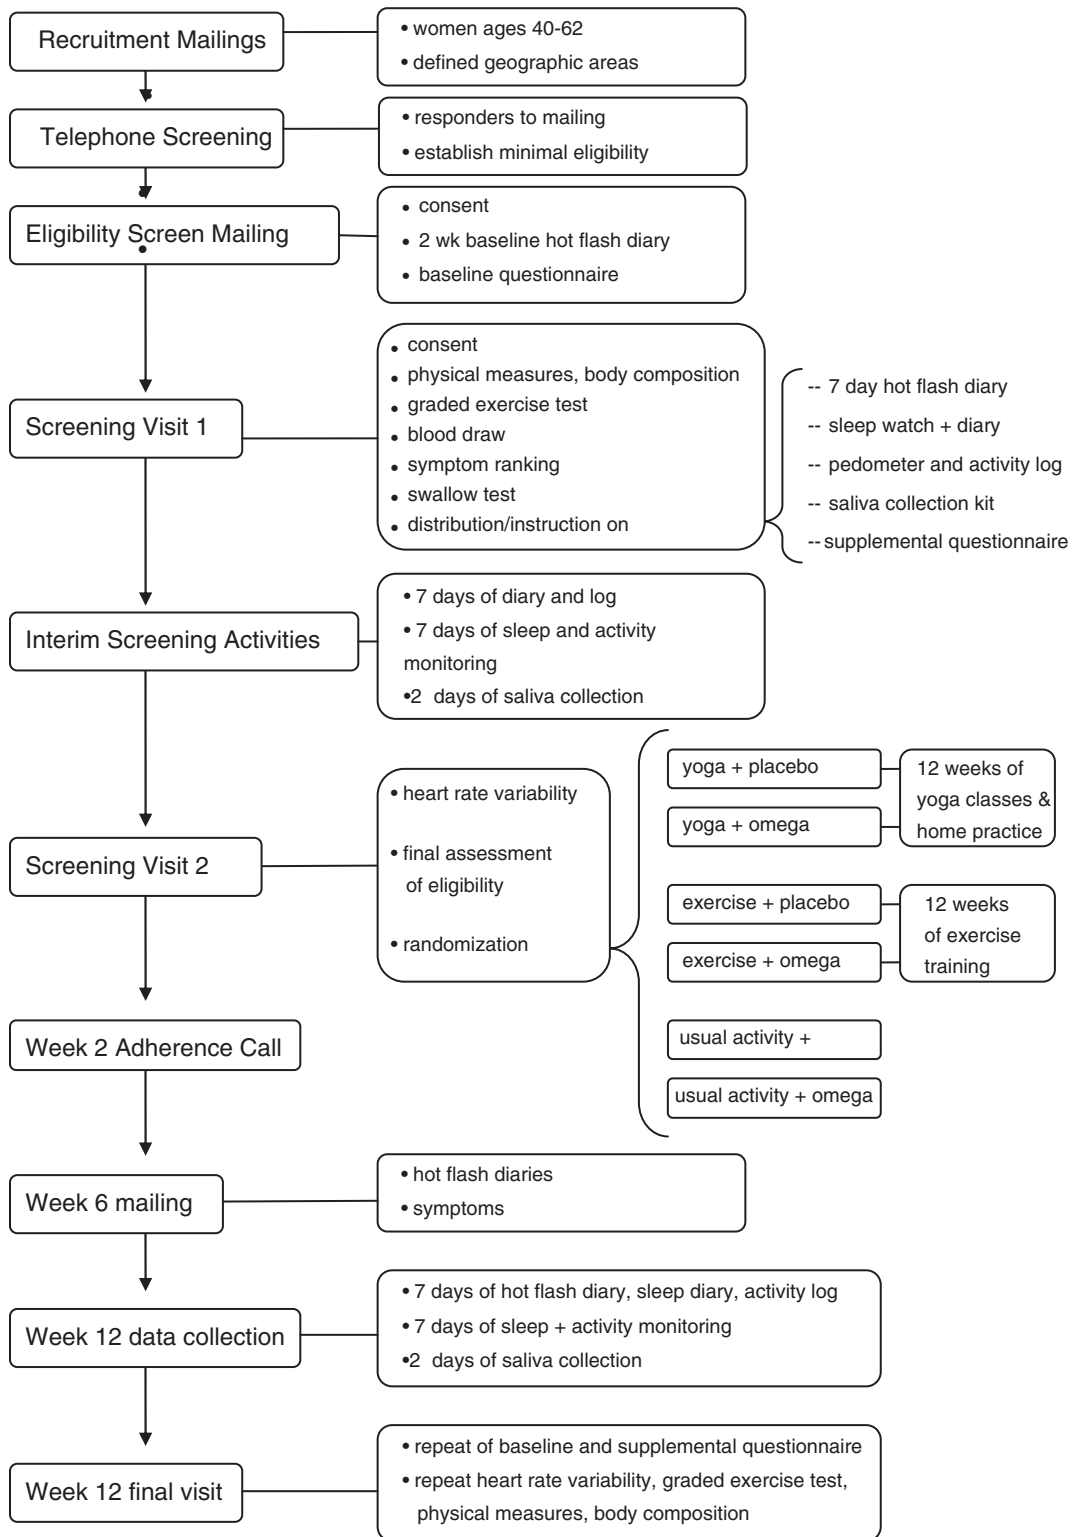 Recruitment Mailings
• women ages 40-62
• defined geographic areas
Telephone Screening
• responders to mailing
• establish minimal eligibility
Eligibility Screen Mailing
• consent
• 2 wk baseline hot flash diary
• baseline questionnaire
Screening Visit 1
• consent
• physical measures, body composition
• graded exercise test
• blood draw
• symptom ranking
• swallow test
• distribution/instruction on
-- 7 day hot flash diary
-- sleep watch + diary
-- pedometer and activity log
-- saliva collection kit
-- supplemental questionnaire
Interim Screening Activities
• 7 days of diary and log
• 7 days of sleep and activity
monitoring
•2 days of saliva collection
Screening Visit 2
• heart rate variability
• final assessment
of eligibility
• randomization
yoga + placebo
yoga + omega
12 weeks of
yoga classes &
home practice
exercise + placebo
exercise + omega
12 weeks
of exercise
training
usual activity +
usual activity + omega
Week 2 Adherence Call
Week 6 mailing
• hot flash diaries
• symptoms
Week 12 data collection
• 7 days of hot flash diary, sleep diary, activity log
• 7 days of sleep + activity monitoring
•2 days of saliva collection
Week 12 final visit
• repeat of baseline and supplemental questionnaire
• repeat heart rate variability, graded exercise test,
physical measures, body composition